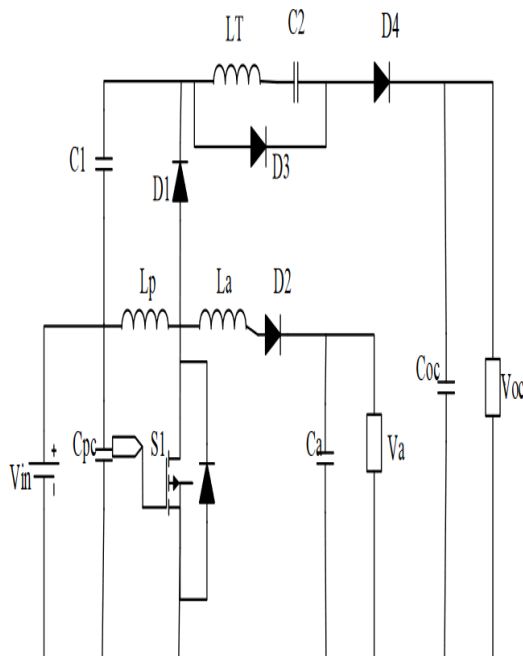 LT
C2
D4
C1
D1
D3
Lp
La
D2
Cpc
S1
Ca
Va
Coc
Voc
Vin
+
−